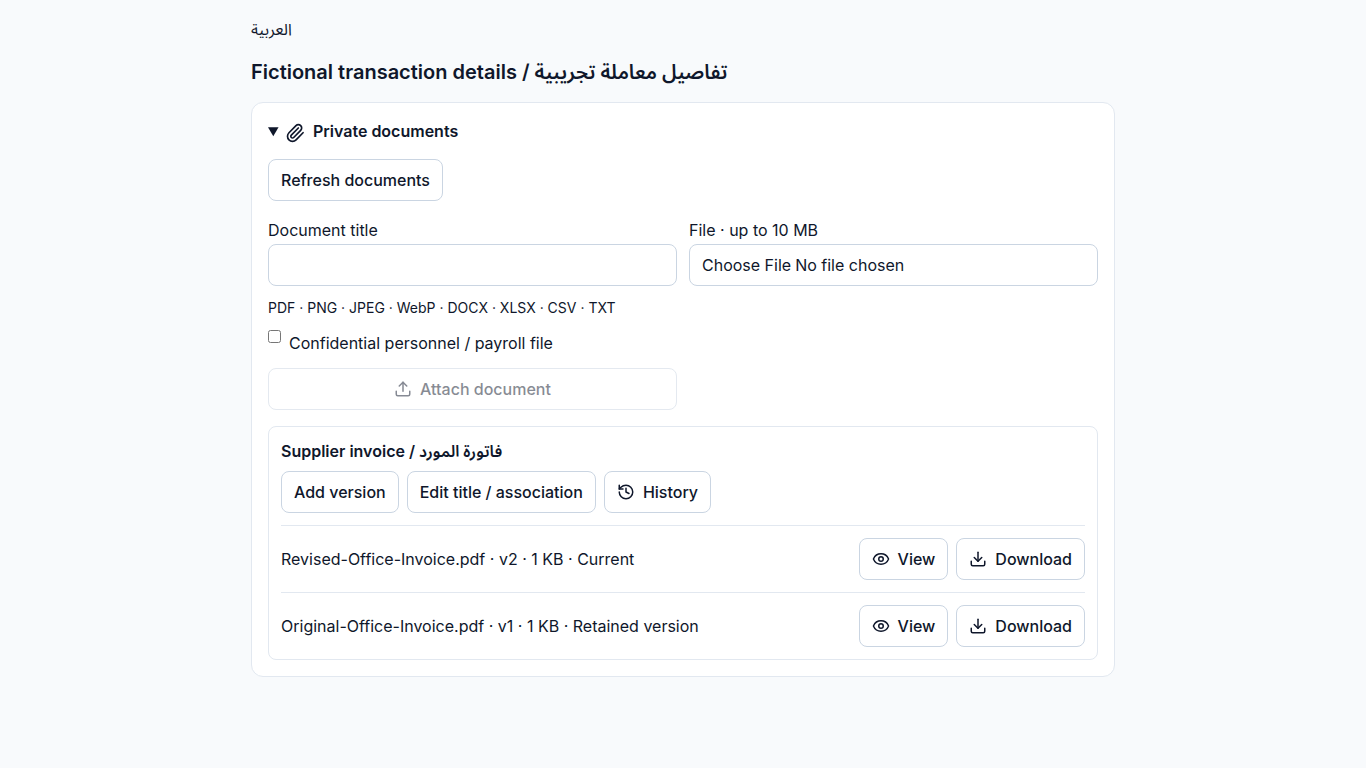 العربية
Fictional transaction details / تفاصيل معاملة تجريبية
Private documents
Refresh documents
Document title
File · up to 10 MB
Choose File No file chosen
PDF · PNG · JPEG · WebP · DOCX · XLSX · CSV · TXT
Confidential personnel / payroll file
Attach document
Supplier invoice / فاتورة المورد
Add version Edit title / association History
Revised-Office-Invoice.pdf · v2 · 1 KB · Current View Download
Original-Office-Invoice.pdf · v1 · 1 KB · Retained version View Download